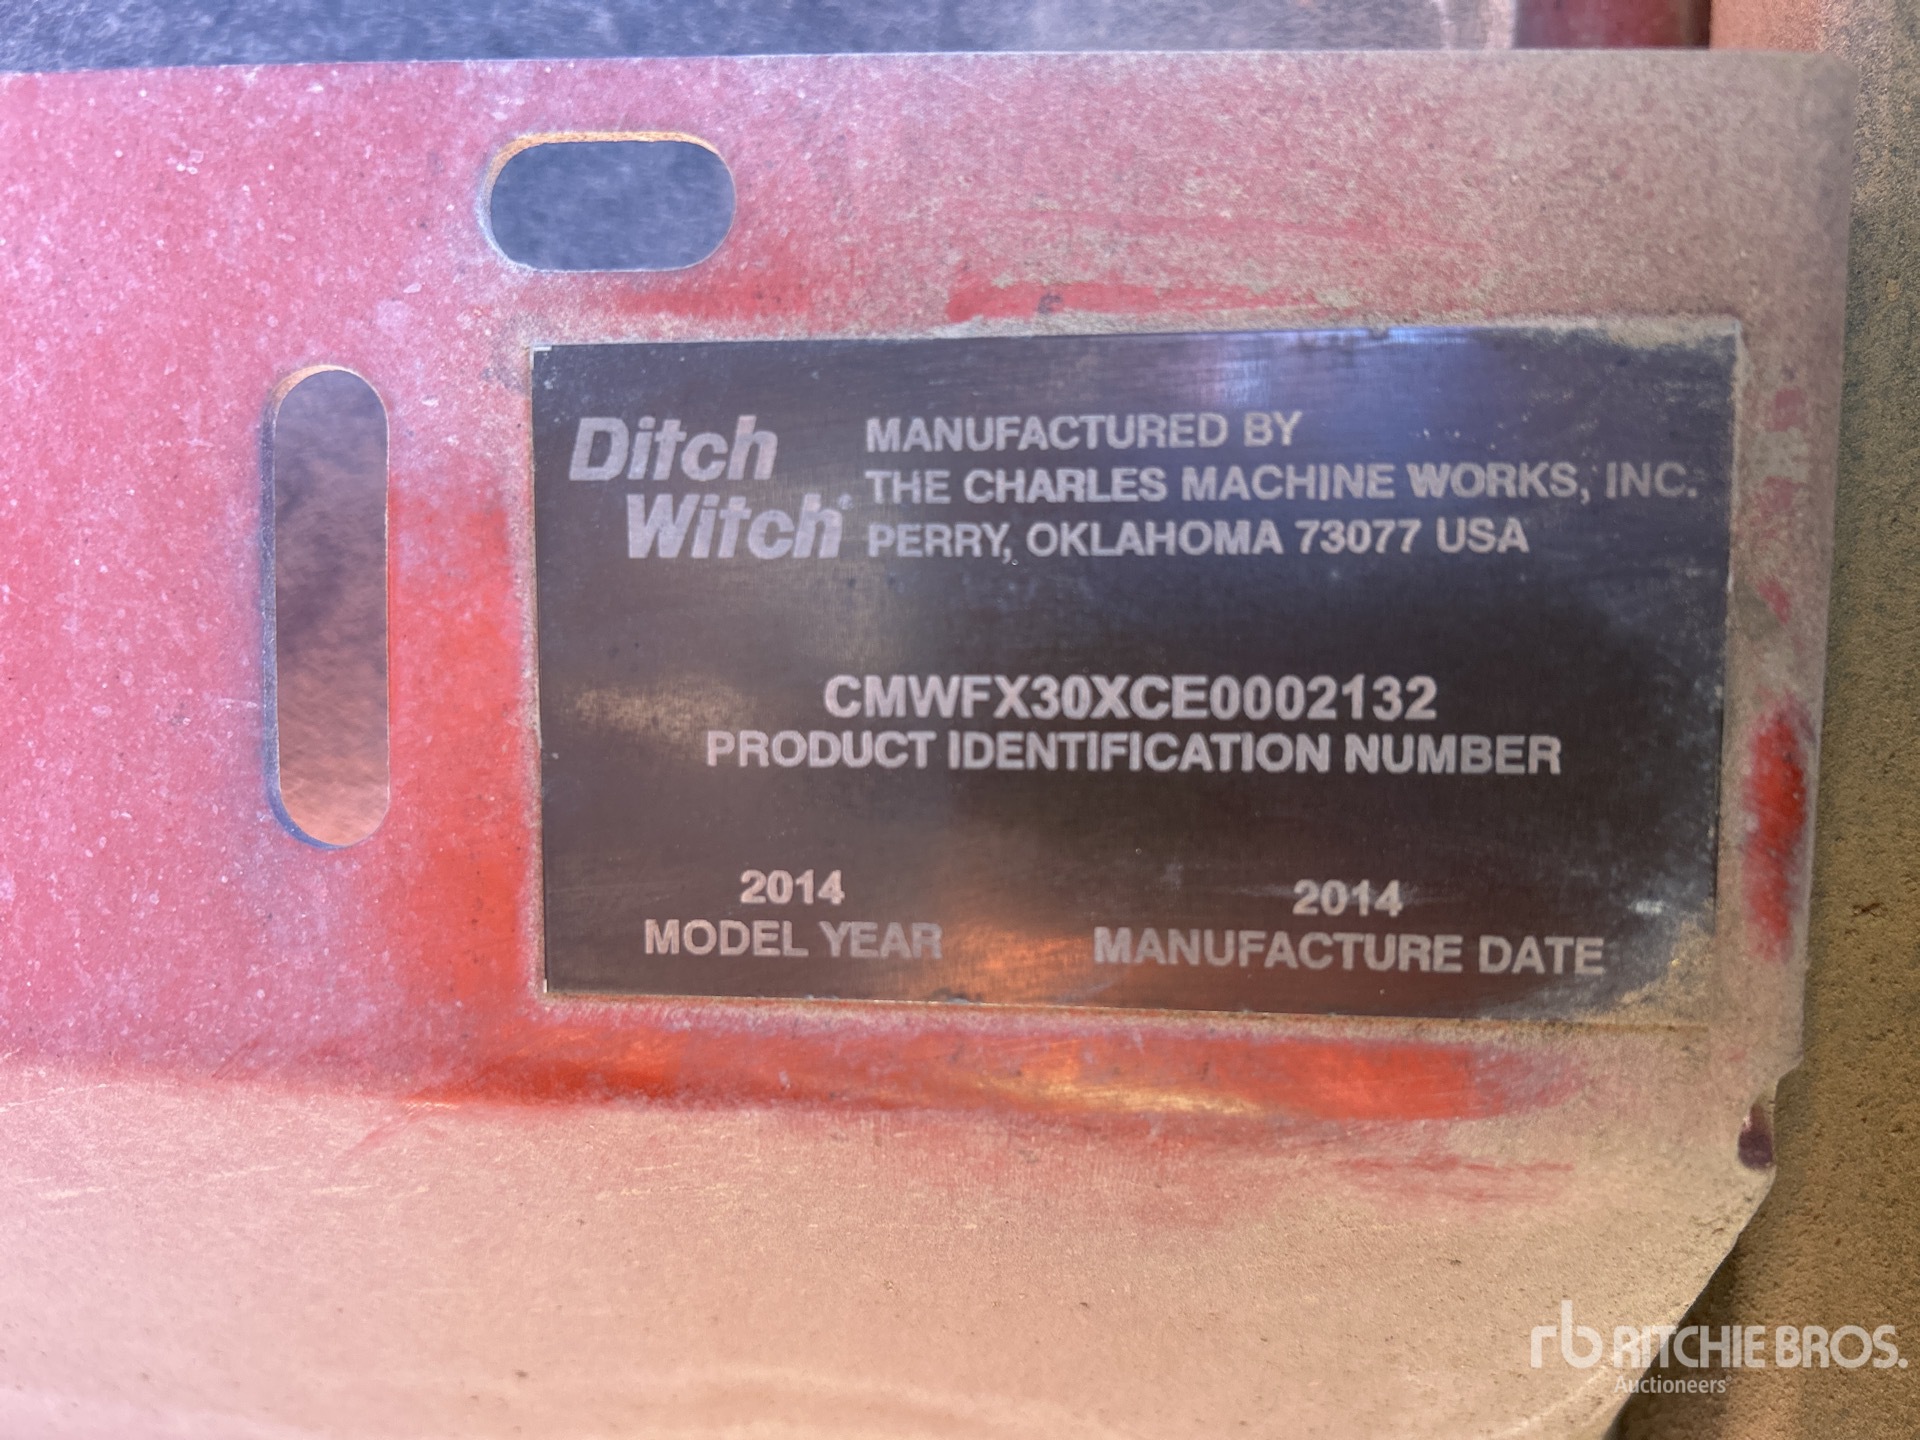 Ditch
Witch®
MANUFACTURED BY
THE CHARLES MACHINE WORKS, INC.
PERRY, OKLAHOMA 73077 USA
CMWFX30XCE0002132
PRODUCT IDENTIFICATION NUMBER
2014
MODEL YEAR
2014
MANUFACTURE DATE
rb RITCHIE BROS.
Auctioneers